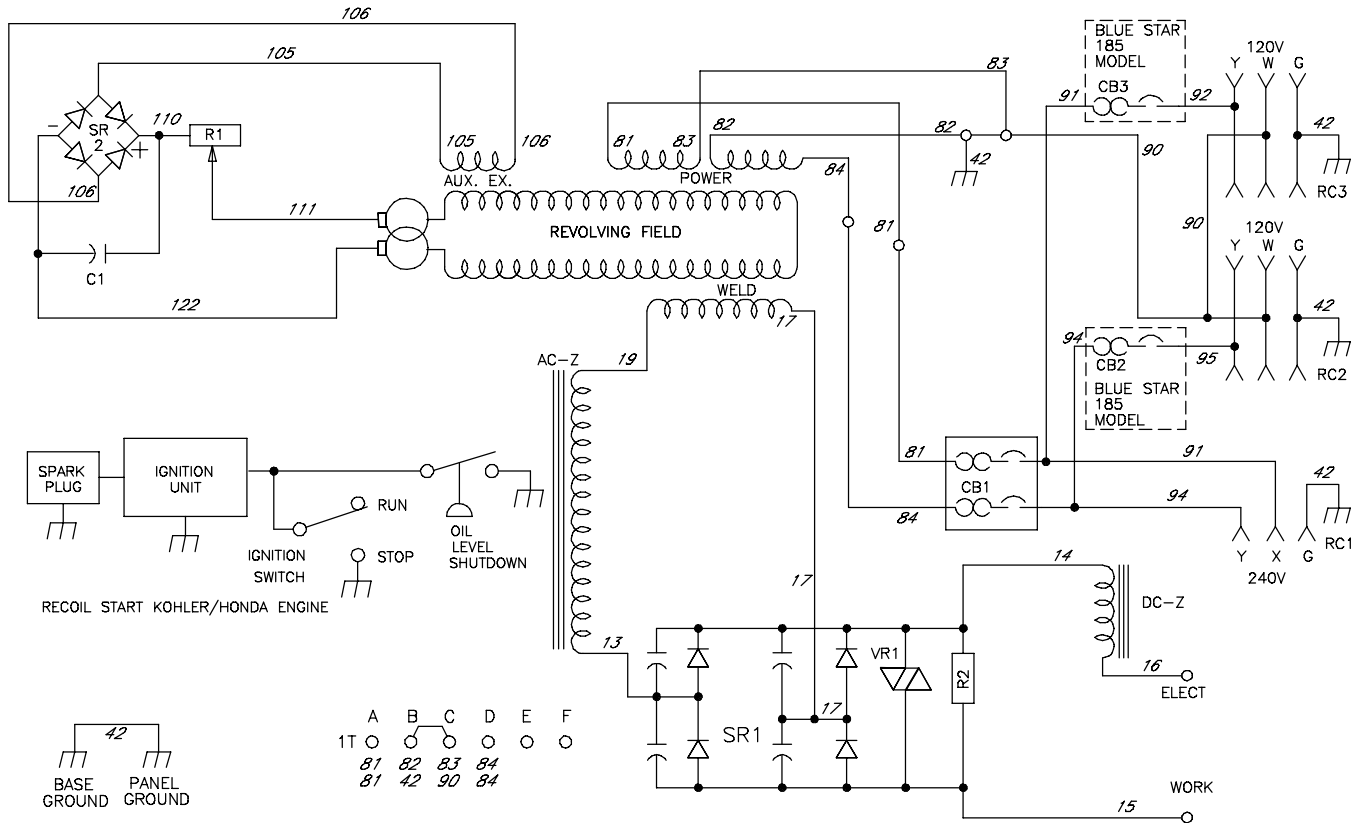 106
105
BLUE STAR
185
MODEL
120V
Y W G
83
CB3
91
92
110
R1
SR
2
-
+
105
106
81
83
82
82
42
42
90
RC3
106
AUX. EX.
POWER
84
111
REVOLVING FIELD
81
90
120V
Y W G
C1
122
WELD
17
42
94
95
CB2
RC2
AC-Z
19
BLUE STAR
185
MODEL
81
91
42
SPARK
PLUG
IGNITION
UNIT
RUN
CB1
84
94
OIL
LEVEL
SHUTDOWN
IGNITION
SWITCH
STOP
Y X G
RC1
240V
17
14
RECOIL START KOHLER/HONDA ENGINE
DC-Z
13
VR1
R2
16
ELECT
17
SR1
42
BASE
GROUND
PANEL
GROUND
A B C D E F
1T
81 82 83 84
81 42 90 84
WORK
15